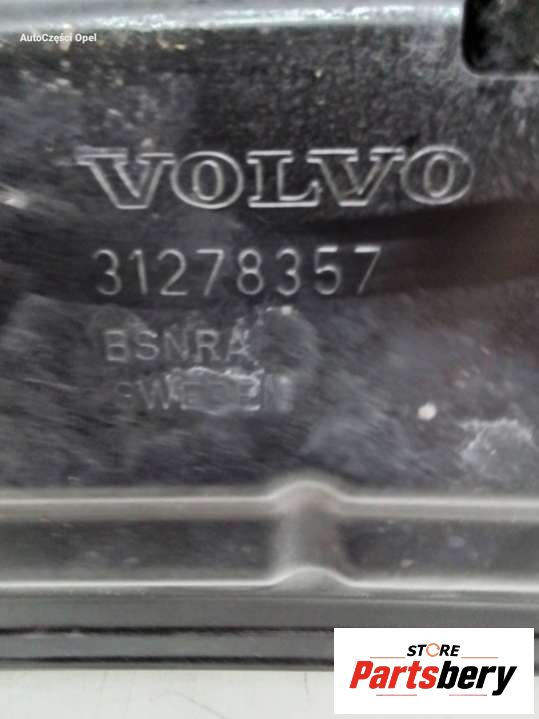 AutoCzęści Opel
VOLVO
31278357
BSNRA
SWEDEN
STORE
Partsbery